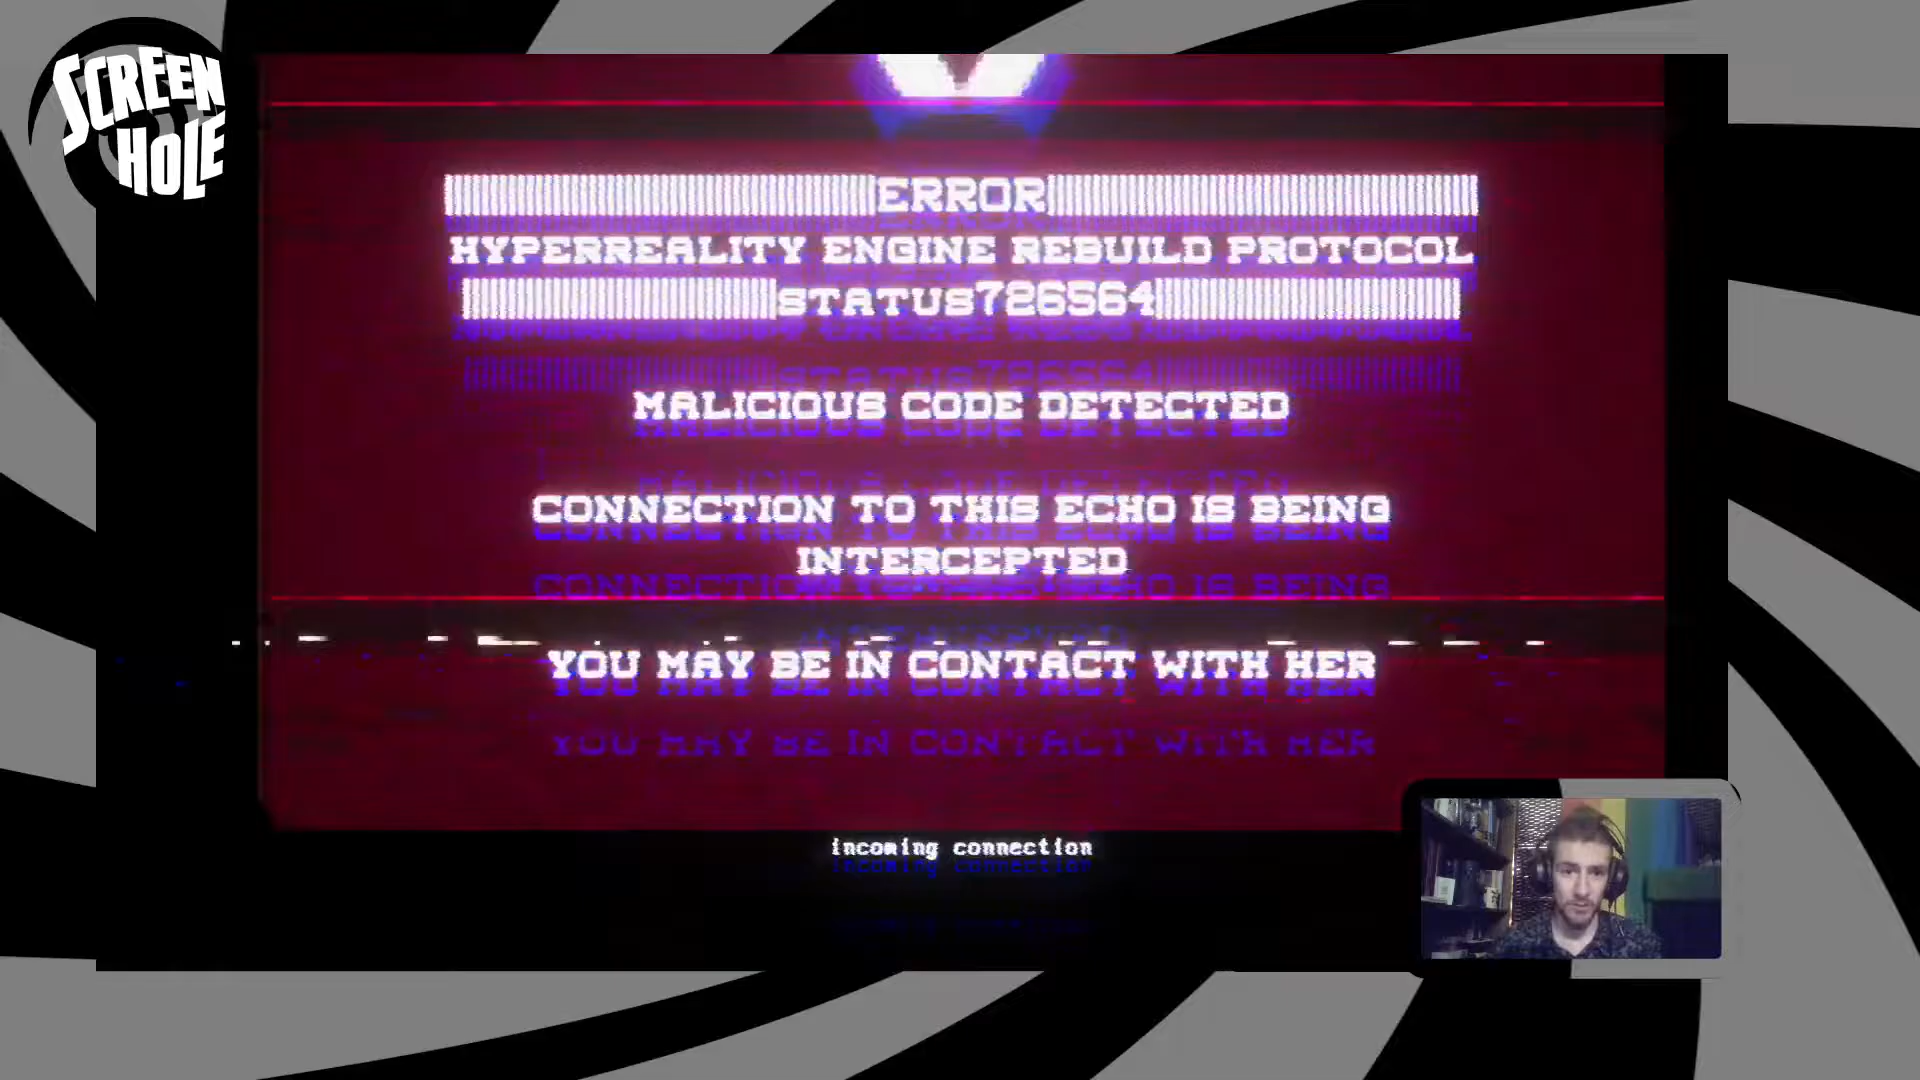 SCREEN
HOLE
ERROR
HYPERREALITY ENGINE REBUILD PROTOCOL
STATUS726564
MALICIOUS CODE DETECTED
CONNECTION TO THIS ECHO IS BEING
INTERCEPTED
YOU MAY BE IN CONTACT WITH HER
incoming connection